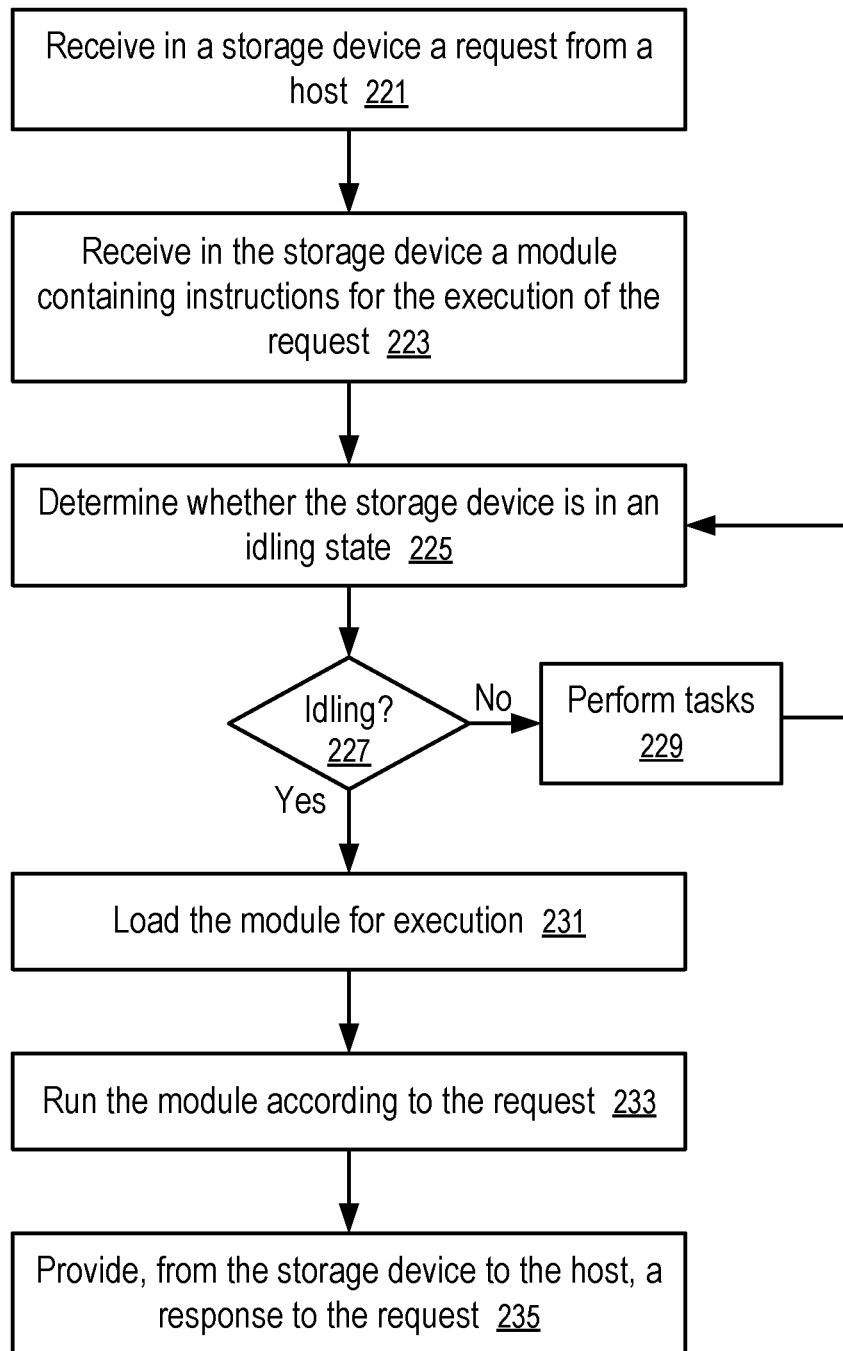 Receive in a storage device a request from a
host 221
Receive in the storage device a module
containing instructions for the execution of the
request 223
Determine whether the storage device is in an
idling state 225
Idling?
227
No
Perform tasks
229
Yes
Load the module for execution 231
Run the module according to the request 233
Provide, from the storage device to the host, a
response to the request 235